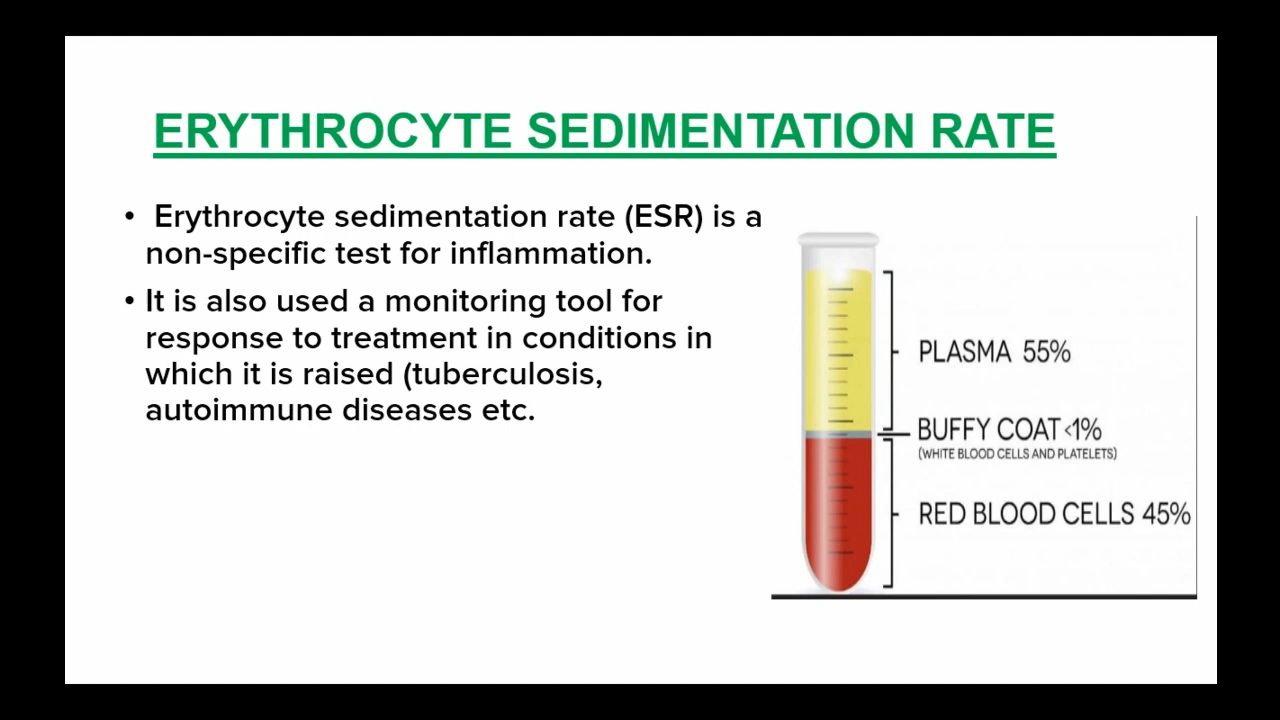 ERYTHROCYTE SEDIMENTATION RATE
• Erythrocyte sedimentation rate (ESR) is a
non-specific test for inflammation.
• It is also used a monitoring tool for
response to treatment in conditions in
which it is raised (tuberculosis,
autoimmune diseases etc.
PLASMA 55%
BUFFY COAT <1%
(WHITE BLOOD CELLS AND PLATELETS)
RED BLOOD CELLS 45%